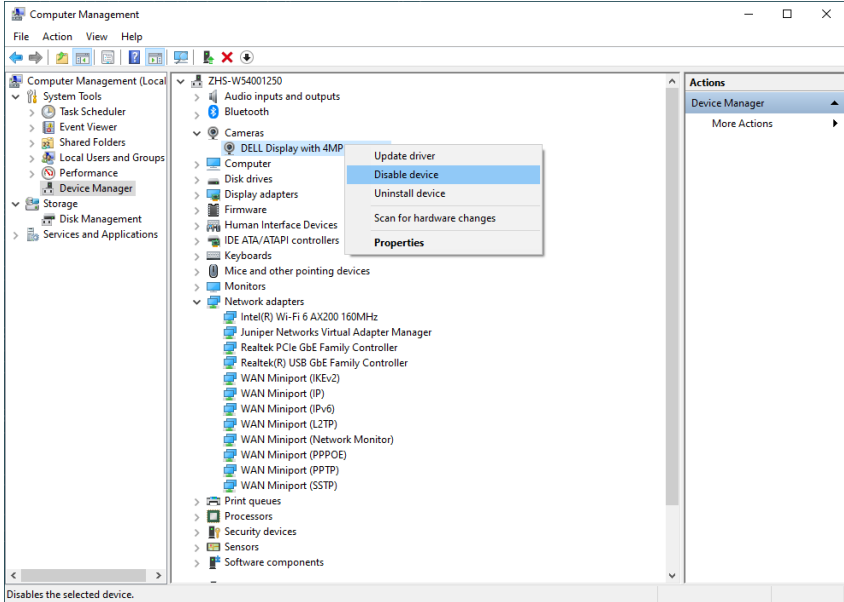 Computer Management
File Action View Help
Computer Management (Local
System Tools
Task Scheduler
Event Viewer
Shared Folders
Local Users and Groups
Performance
Device Manager
Storage
Disk Management
Services and Applications
ZHS-W54001250
Audio inputs and outputs
Bluetooth
Cameras
DELL Display with 4MP
Computer
Disk drives
Display adapters
Firmware
Human Interface Devices
IDE ATA/ATAPI controllers
Keyboards
Mice and other pointing devices
Monitors
Network adapters
Intel(R) Wi-Fi 6 AX200 160MHz
Juniper Networks Virtual Adapter Manager
Realtek PCIe GbE Family Controller
Realtek(R) USB GbE Family Controller
WAN Miniport (IKEv2)
WAN Miniport (IP)
WAN Miniport (IPv6)
WAN Miniport (L2TP)
WAN Miniport (Network Monitor)
WAN Miniport (PPPOE)
WAN Miniport (PPTP)
WAN Miniport (SSTP)
Print queues
Processors
Security devices
Sensors
Software components
Update driver
Disable device
Uninstall device
Scan for hardware changes
Properties
Actions
Device Manager
More Actions
Disables the selected device.